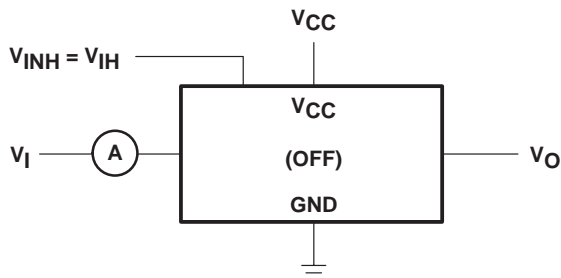 VCC
VINH = VIH
VCC
VI
A
(OFF)
VO
GND